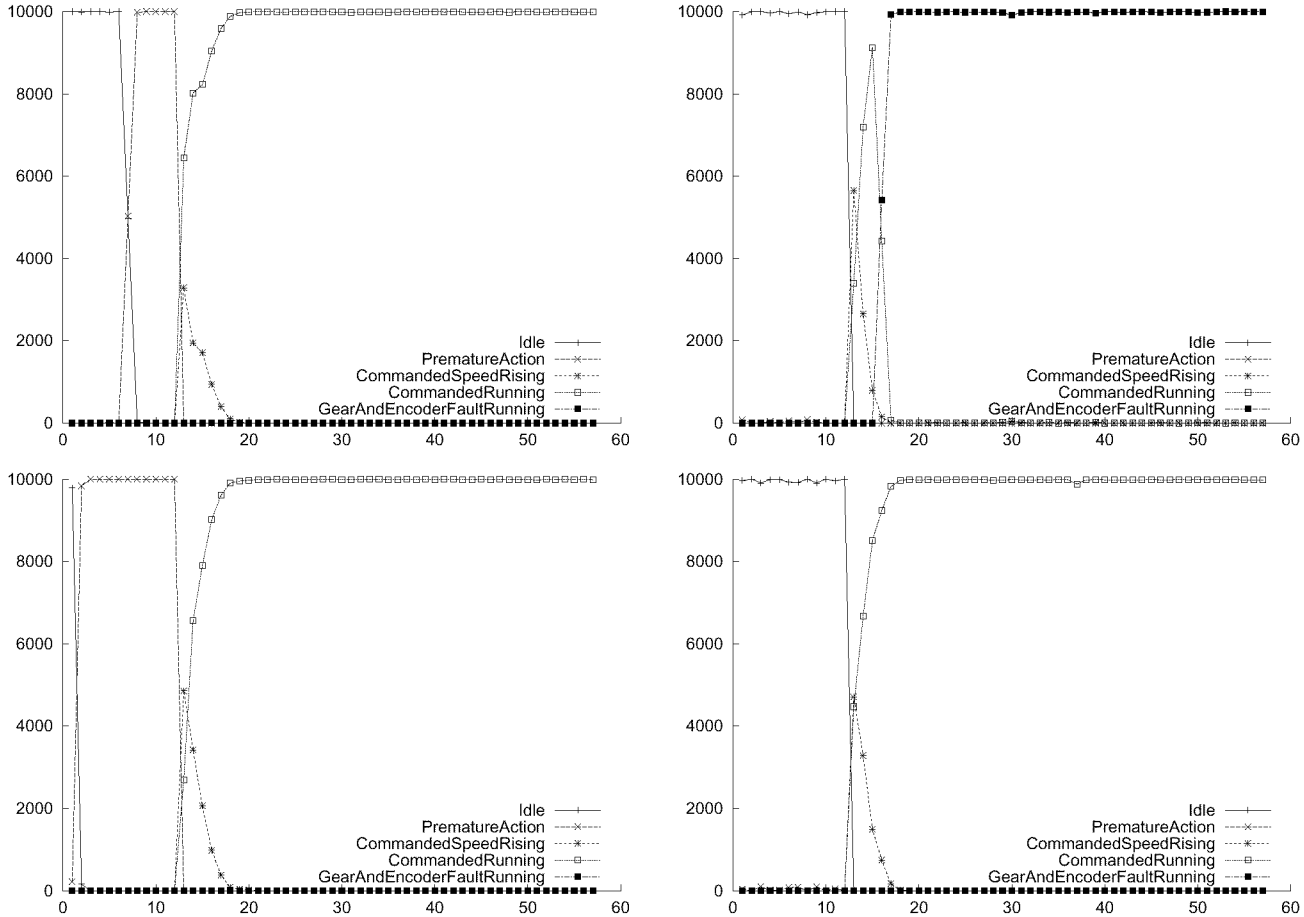 10000
8000
6000
4000
2000
0
0 10 20 30 40 50 60
Idle
PrematureAction
CommandedSpeedRising
CommandedRunning
GearAndEncoderFaultRunning
10000
8000
6000
4000
2000
0
0 10 20 30 40 50 60
Idle
PrematureAction
CommandedSpeedRising
CommandedRunning
GearAndEncoderFaultRunning
10000
8000
6000
4000
2000
0
0 10 20 30 40 50 60
Idle
PrematureAction
CommandedSpeedRising
CommandedRunning
GearAndEncoderFaultRunning
10000
8000
6000
4000
2000
0
0 10 20 30 40 50 60
Idle
PrematureAction
CommandedSpeedRising
CommandedRunning
GearAndEncoderFaultRunning